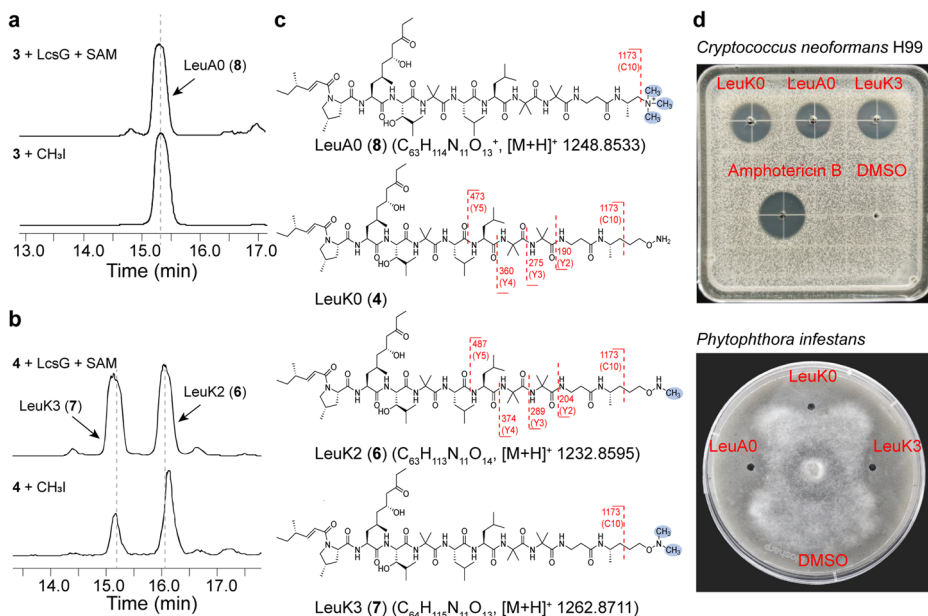 a
3 + LcsG + SAM
LeuA0 (8)
3 + CH₃I
13.0 14.0 15.0 16.0 17.0
Time (min)
b
4 + LcsG + SAM
LeuK3 (7)
LeuK2 (6)
4 + CH₃I
14.0 15.0 16.0 17.0
Time (min)
c
1173
(C10)
LeuA0 (8) (C₆₃H₁₁₄N₁₁O₁₃⁺, [M+H]⁺ 1248.8533)
473
(Y5)
1173
(C10)
360
(Y4)
275
(Y3)
190
(Y2)
LeuK0 (4)
487
(Y5)
1173
(C10)
374
(Y4)
289
(Y3)
204
(Y2)
LeuK2 (6) (C₆₃H₁₁₃N₁₁O₁₄, [M+H]⁺ 1232.8595)
1173
(C10)
LeuK3 (7) (C₆₄H₁₁₅N₁₁O₁₃, [M+H]⁺ 1262.8711)
d
Cryptococcus neoformans H99
LeuK0 LeuA0 LeuK3
Amphotericin B DMSO
Phytophthora infestans
LeuK0
LeuA0 LeuK3
DMSO